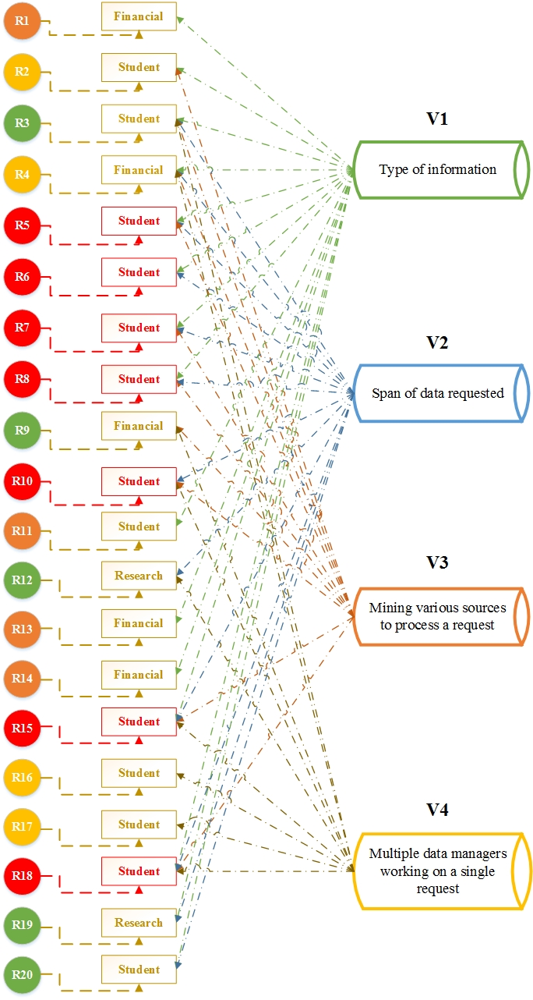 R1
Financial
R2
Student
R3
Student
R4
Financial
R5
Student
R6
Student
R7
Student
R8
Student
R9
Financial
R10
Student
R11
Student
R12
Research
R13
Financial
R14
Financial
R15
Student
R16
Student
R17
Student
R18
Student
R19
Research
R20
Student
V1
Type of information
V2
Span of data requested
V3
Mining various sources
to process a request
V4
Multiple data managers
working on a single
request